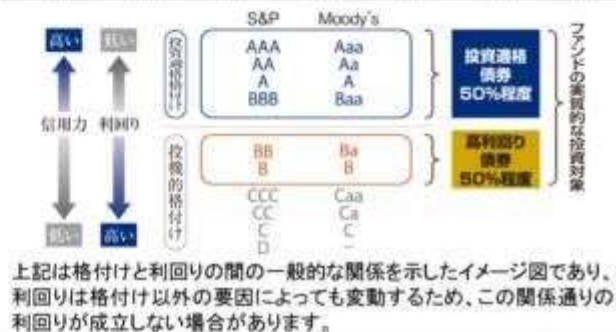 S&P Moody's
高い 低い
信用力 利回り
低い 高い
投資適格格付け
AAA Aaa
AA Aa
A A
BBB Baa
投機的格付け
BB Ba
B B
CCC Caa
CC Ca
C C
D -
投資適格
債券
50%程度
高利回り
債券
50%程度
ファンドの実質的な投資対象
上記は格付けと利回りの間の一般的な関係を示したイメージ図であり、
利回りは格付け以外の要因によっても変動するため、この関係通りの
利回りが成立しない場合があります。